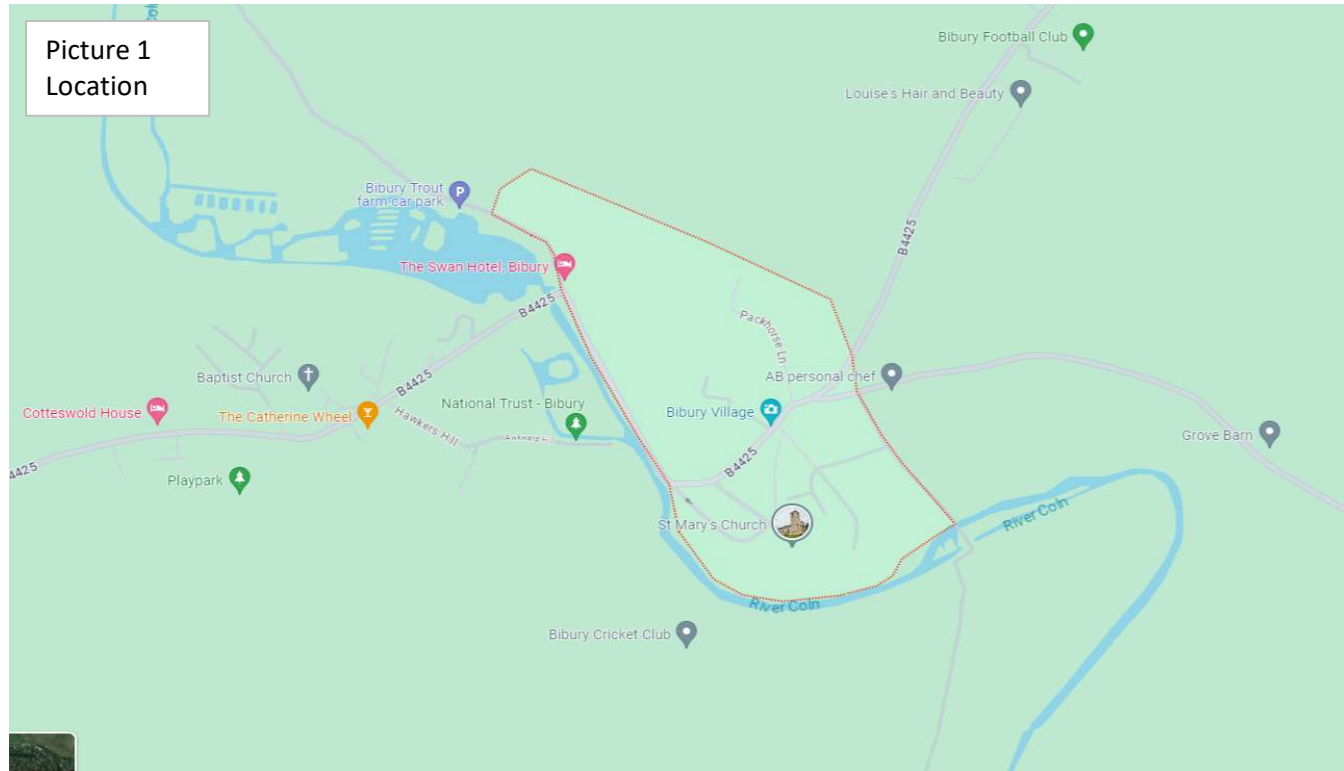 Picture 1
Location
Bibury Football Club
Louise's Hair and Beauty
Bibury Trout
farm car park
P
B4425
The Swan Hotel, Bibury
B4425
Packhorse Ln
Baptist Church
AB personal chef
B4425
Cotteswold House
The Catherine Wheel
National Trust - Bibury
Bibury Village
Hawkers Hill
Awkward Hill
Grove Barn
4425
B4425
Playpark
St Mary's Church
River Coln
River Coln
Bibury Cricket Club